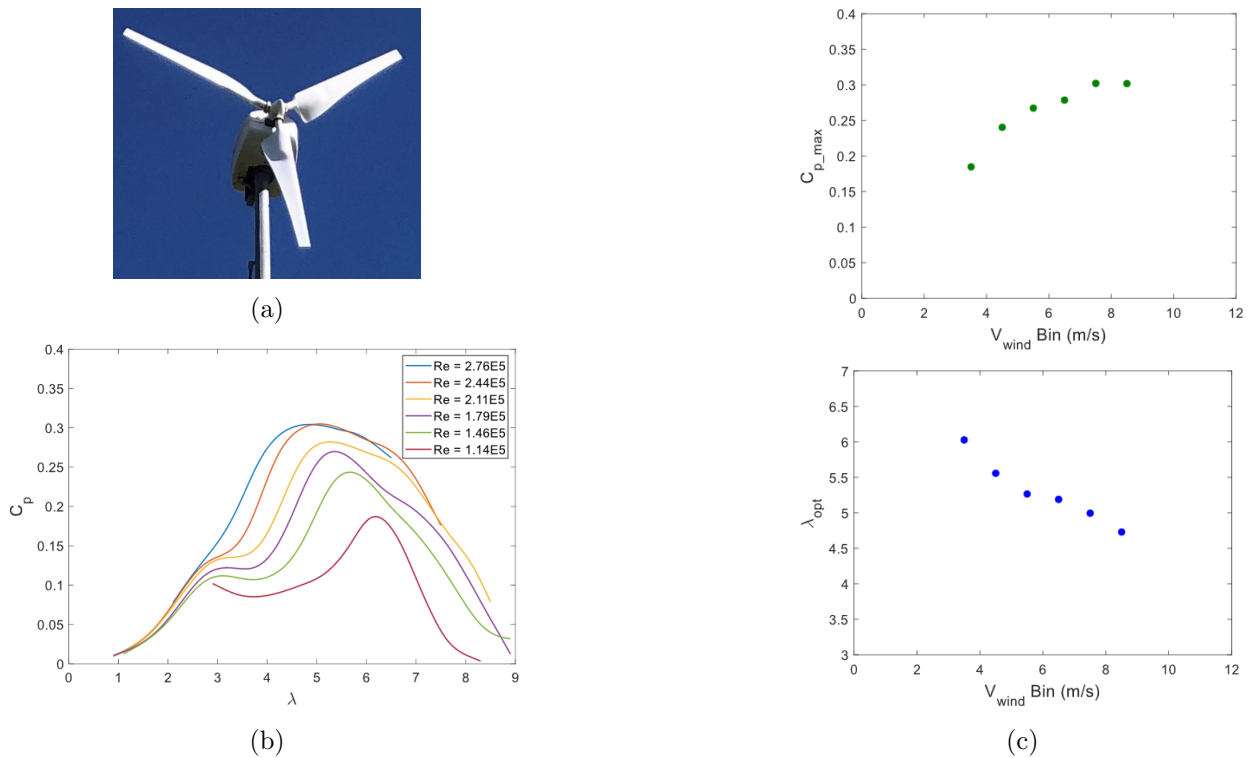 (a)
0.4
0.35
0.3
0.25
0.2
0.15
0.1
0.05
0
C_p
0 1 2 3 4 5 6 7 8 9
λ
Re = 2.76E5
Re = 2.44E5
Re = 2.11E5
Re = 1.79E5
Re = 1.46E5
Re = 1.14E5
(b)
0.4
0.35
0.3
0.25
0.2
0.15
0.1
0.05
0
C_p_max
0 2 4 6 8 10 12
V_wind Bin (m/s)
7
6.5
6
5.5
5
4.5
4
3.5
3
λ_opt
0 2 4 6 8 10 12
V_wind Bin (m/s)
(c)